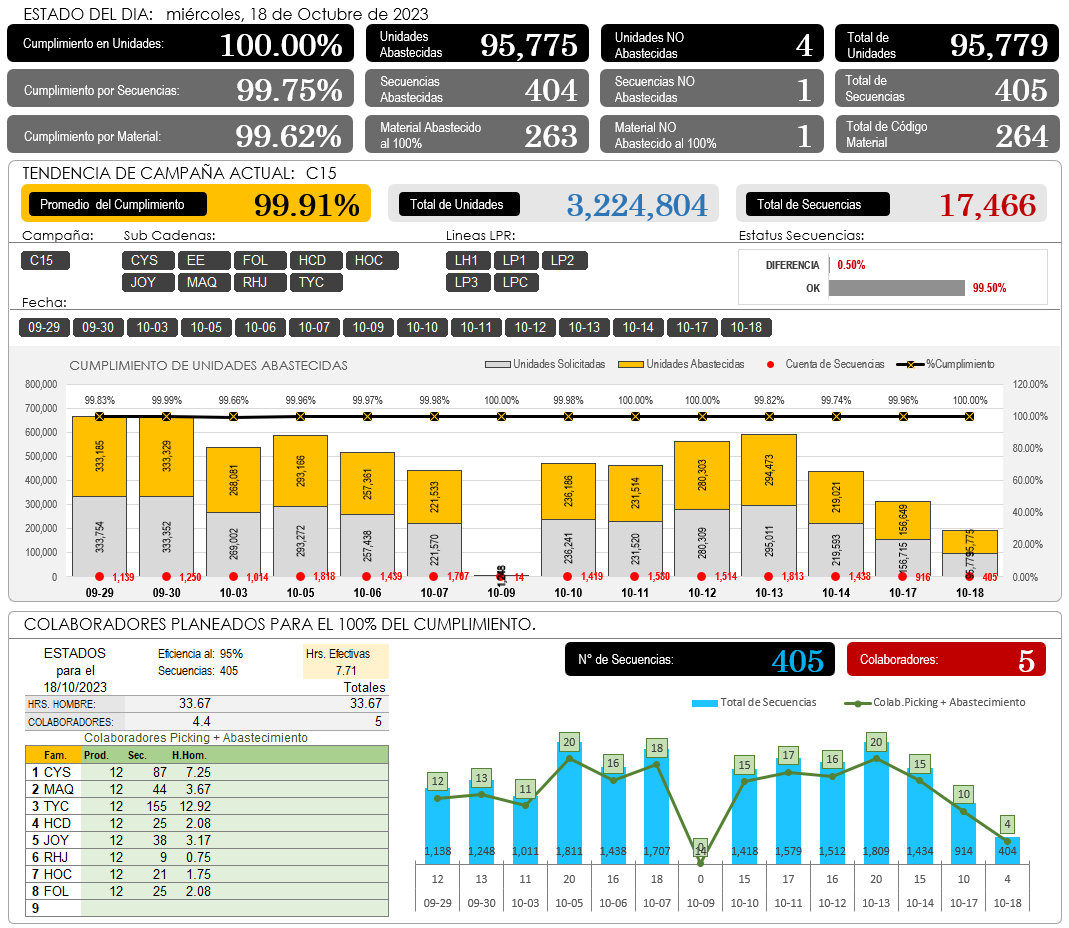 ESTADO DEL DIA: miércoles, 18 de Octubre de 2023
Cumplimiento en Unidades: 100.00%
Unidades Abastecidas 95,775
Unidades NO Abastecidas 4
Total de Unidades 95,779
Cumplimiento por Secuencias: 99.75%
Secuencias Abastecidas 404
Secuencias NO Abastecidas 1
Total de Secuencias 405
Cumplimiento por Material: 99.62%
Material Abastecido al 100% 263
Material NO Abastecido al 100% 1
Total de Código Material 264
TENDENCIA DE CAMPAÑA ACTUAL: C15
Promedio del Cumplimiento 99.91%
Total de Unidades 3,224,804
Total de Secuencias 17,466
Campaña: Sub Cadenas: Lineas LPR: Estatus Secuencias:
C15 CYS EE FOL HCD HOC LH1 LP1 LP2
JOY MAQ RHJ TYC LP3 LPC
DIFERENCIA 0.50%
OK 99.50%
Fecha:
09-29 09-30 10-03 10-05 10-06 10-07 10-09 10-10 10-11 10-12 10-13 10-14 10-17 10-18
CUMPLIMIENTO DE UNIDADES ABASTECIDAS
Unidades Solicitadas Unidades Abastecidas Cuenta de Secuencias %Cumplimiento
800,000 120.00%
700,000 100.00%
600,000 80.00%
500,000 60.00%
400,000 40.00%
300,000 20.00%
200,000 0.00%
100,000
0
99.83% 99.99% 99.66% 99.96% 99.97% 99.98% 100.00% 99.98% 100.00% 100.00% 99.82% 99.74% 99.96% 100.00%
333,185 333,329 268,081 293,166 257,361 221,533 236,186 231,514 280,303 294,473 219,021 156,649 95,775
333,754 333,352 269,002 293,272 257,438 221,570 236,241 231,520 280,309 295,011 219,593 156,715 95,779
1,139 1,250 1,014 1,818 1,439 1,707 14 1,419 1,580 1,514 1,813 1,438 916 405
09-29 09-30 10-03 10-05 10-06 10-07 10-09 10-10 10-11 10-12 10-13 10-14 10-17 10-18
COLABORADORES PLANEADOS PARA EL 100% DEL CUMPLIMIENTO.
ESTADOS para el 18/10/2023
Eficiencia al: 95%
Secuencias: 405
Hrs. Efectivas
7.71
Totales
HRS. HOMBRE: 33.67 33.67
COLABORADORES: 4.4 5
Colaboradores Picking + Abastecimiento
Fam. Prod. Sec. H.Hom.
1 CYS 12 87 7.25
2 MAQ 12 44 3.67
3 TYC 12 155 12.92
4 HCD 12 25 2.08
5 JOY 12 38 3.17
6 RHJ 12 9 0.75
7 HOC 12 21 1.75
8 FOL 12 25 2.08
9
N° de Secuencias: 405
Colaboradores: 5
Total de Secuencias Colab.Picking + Abastecimiento
12 13 11 20 16 18 0 15 17 16 20 15 10 4
1,138 1,248 1,011 1,811 1,438 1,707 14 1,418 1,579 1,512 1,809 1,434 914 404
12 13 11 20 16 18 0 15 17 16 20 15 10 4
09-29 09-30 10-03 10-05 10-06 10-07 10-09 10-10 10-11 10-12 10-13 10-14 10-17 10-18